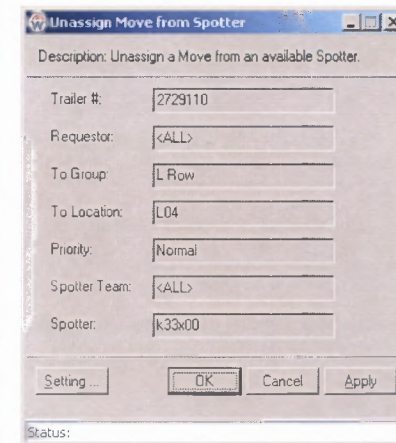 Unassign Move from Spotter
Description: Unassign a Move from an available Spotter.
Trailer #: 2729110
Requestor: <ALL>
To Group: L Row
To Location: L04
Priority: Normal
Spotter Team: <ALL>
Spotter: k33x00
Setting ... OK Cancel Apply
Status: